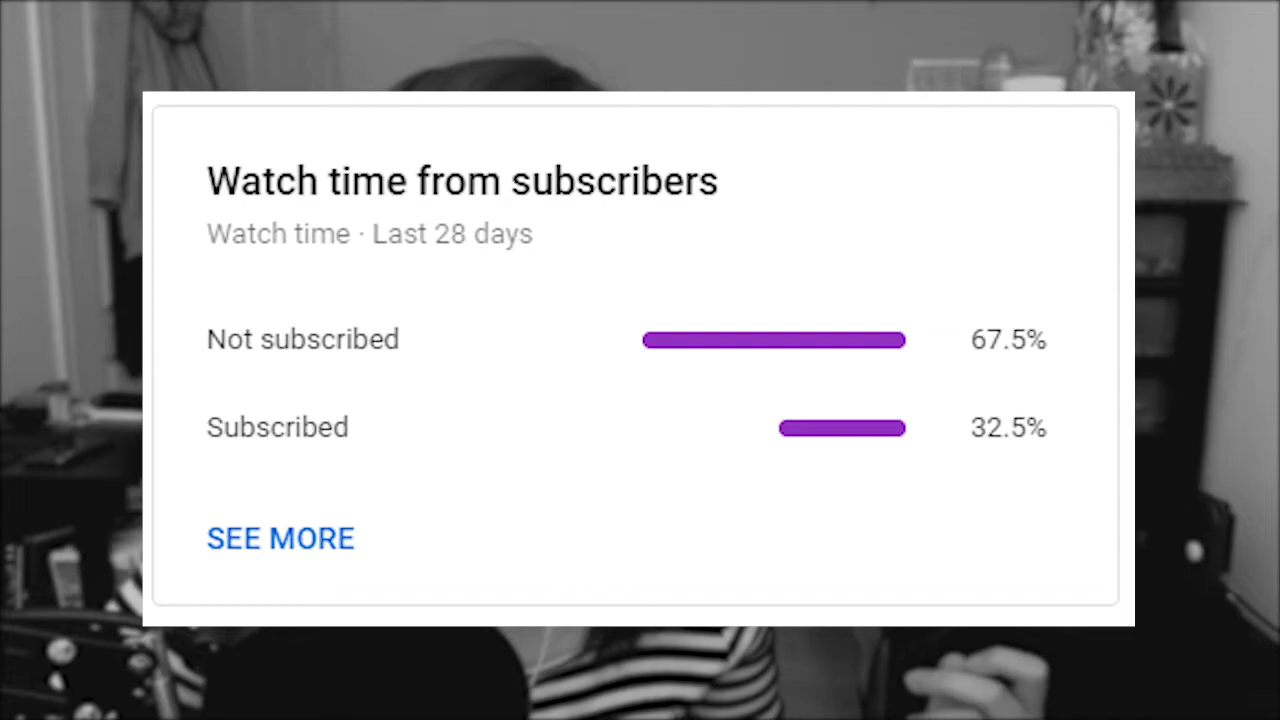 Watch time from subscribers
Watch time · Last 28 days
Not subscribed 67.5%
Subscribed 32.5%
SEE MORE